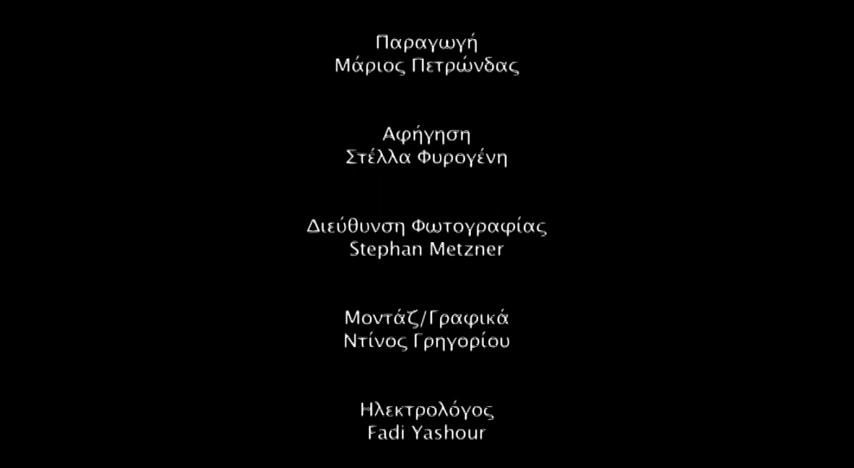 Παραγωγή
Μάριος Πετρώνδας
Αφήγηση
Στέλλα Φυρογένη
Διεύθυνση Φωτογραφίας
Stephan Metzner
Μοντάζ/Γραφικά
Ντίνος Γρηγορίου
Ηλεκτρολόγος
Fadi Yashour